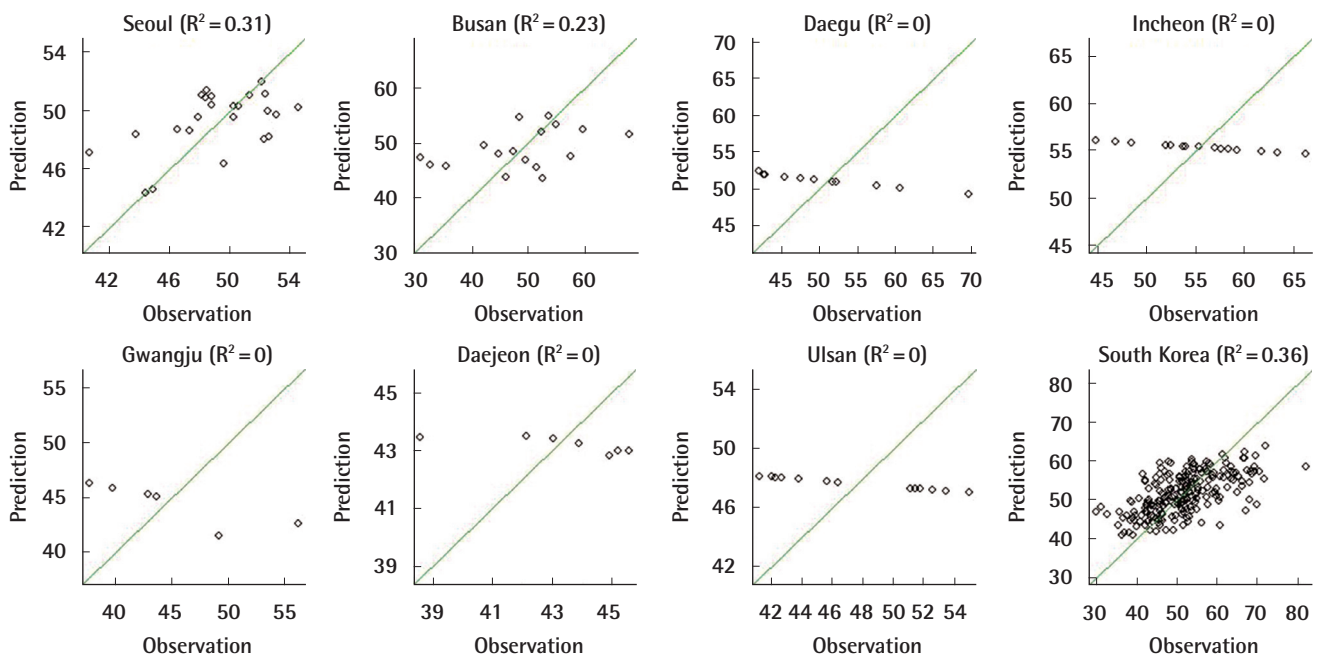 Seoul (R² = 0.31)
54
50
46
42
Prediction
42 46 50 54
Observation
Busan (R² = 0.23)
60
50
40
30
Prediction
30 40 50 60
Observation
Daegu (R² = 0)
70
65
60
55
50
45
Prediction
45 50 55 60 65 70
Observation
Incheon (R² = 0)
65
60
55
50
45
Prediction
45 50 55 60 65
Observation
Gwangju (R² = 0)
55
50
45
40
Prediction
40 45 50 55
Observation
Daejeon (R² = 0)
45
43
41
39
Prediction
39 41 42 43 45
Observation
Ulsan (R² = 0)
54
50
48
46
42
Prediction
42 44 46 48 50 52 54
Observation
South Korea (R² = 0.36)
80
70
60
50
40
30
Prediction
30 40 50 60 70 80
Observation